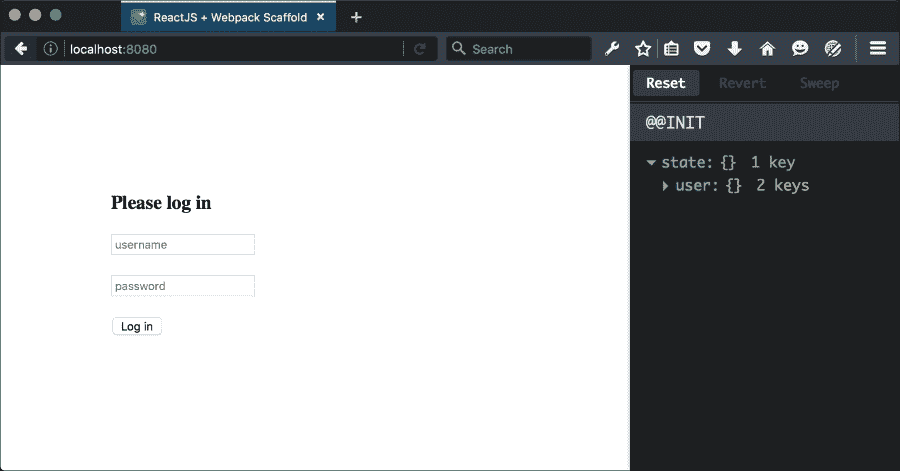 ReactJS + Webpack Scaffold × +
localhost:8080 Search
Reset Revert Sweep
@@INIT
state: {} 1 key
user: {} 2 keys
Please log in
username
password
Log in